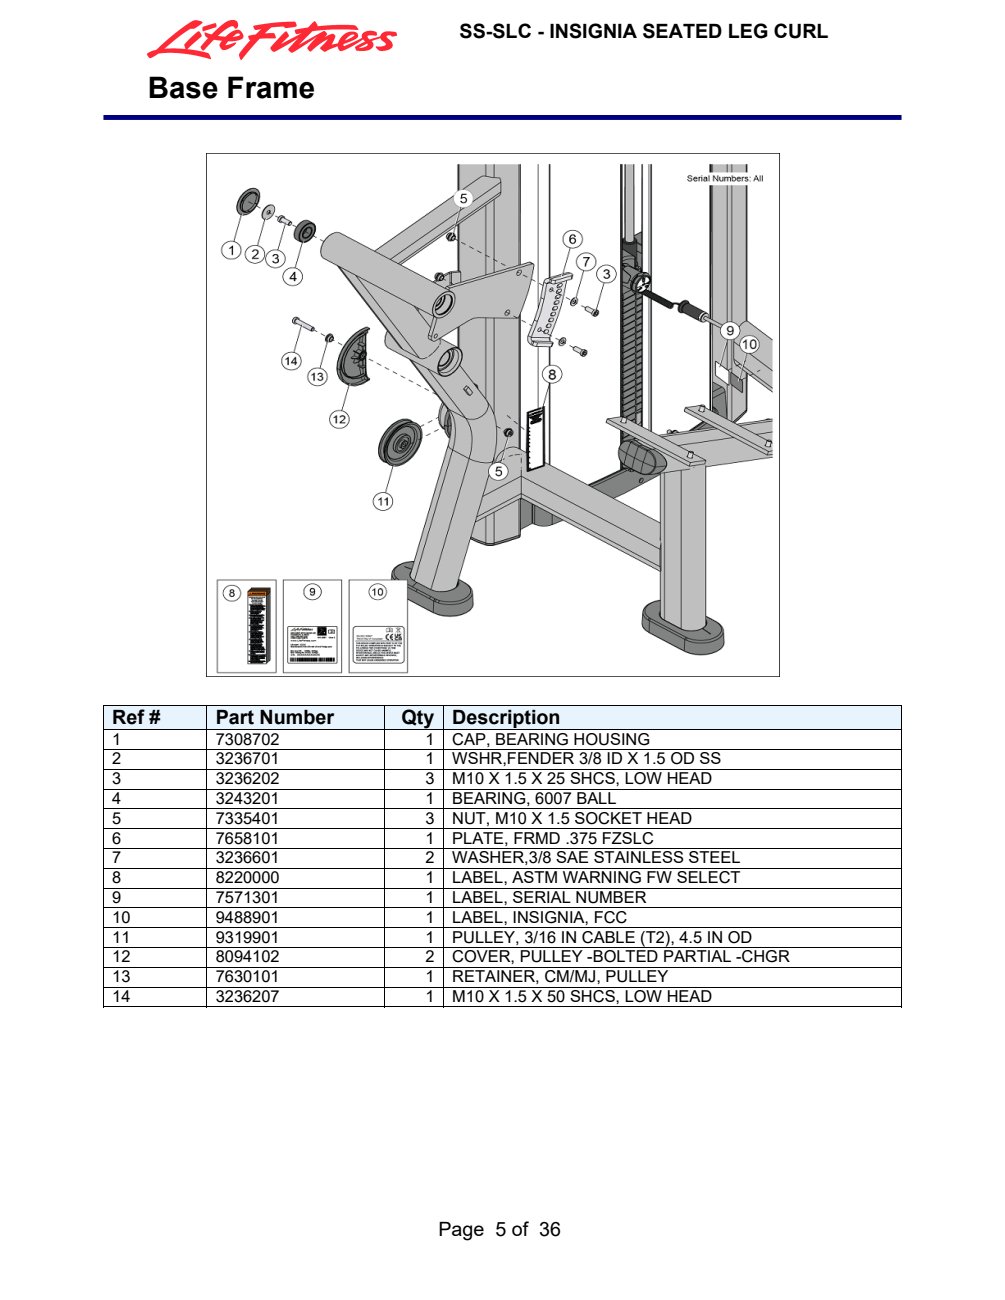 LifeFitness
SS-SLC - INSIGNIA SEATED LEG CURL
Base Frame
Serial Numbers: All
5
6
7
3
1
2
3
4
9
10
14
13
8
12
5
11
8
9
10
Ref # Part Number Qty Description
1 7308702 1 CAP, BEARING HOUSING
2 3236701 1 WSHR,FENDER 3/8 ID X 1.5 OD SS
3 3236202 3 M10 X 1.5 X 25 SHCS, LOW HEAD
4 3243201 1 BEARING, 6007 BALL
5 7335401 3 NUT, M10 X 1.5 SOCKET HEAD
6 7658101 1 PLATE, FRMD .375 FZSLC
7 3236601 2 WASHER,3/8 SAE STAINLESS STEEL
8 8220000 1 LABEL, ASTM WARNING FW SELECT
9 7571301 1 LABEL, SERIAL NUMBER
10 9488901 1 LABEL, INSIGNIA, FCC
11 9319901 1 PULLEY, 3/16 IN CABLE (T2), 4.5 IN OD
12 8094102 2 COVER, PULLEY -BOLTED PARTIAL -CHGR
13 7630101 1 RETAINER, CM/MJ, PULLEY
14 3236207 1 M10 X 1.5 X 50 SHCS, LOW HEAD
Page 5 of 36